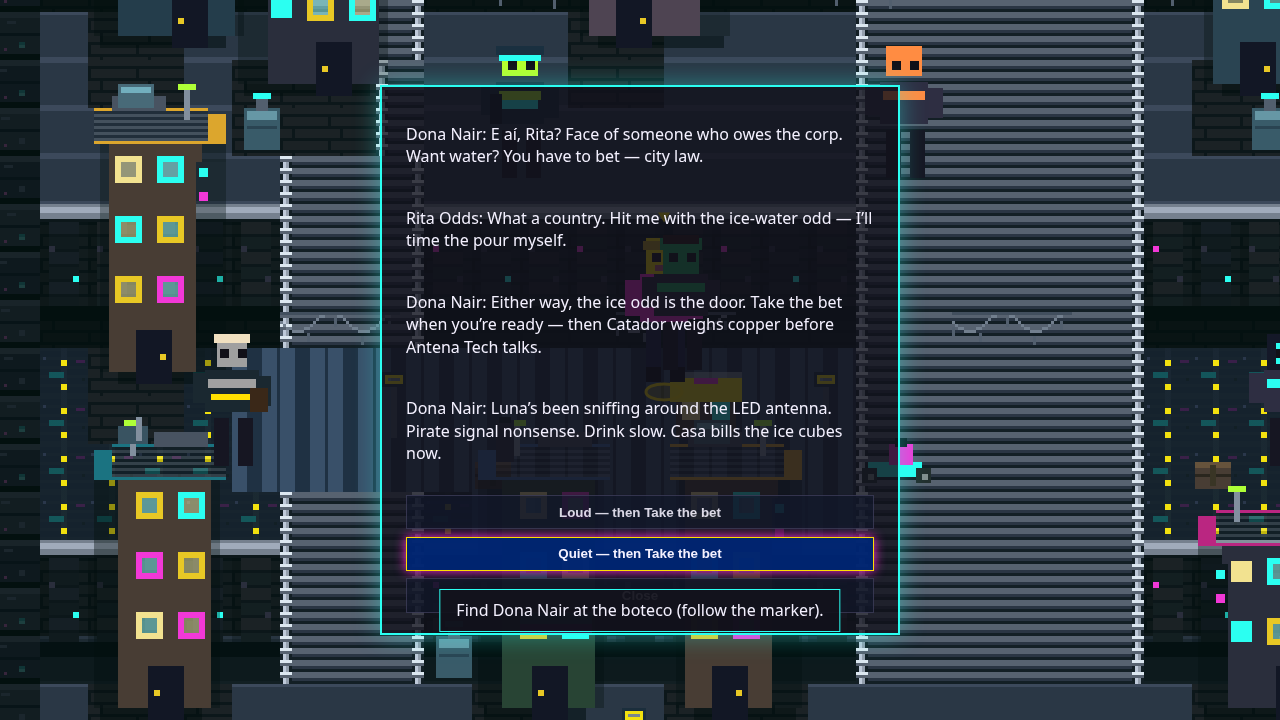 Dona Nair: E aí, Rita? Face of someone who owes the corp.
Want water? You have to bet — city law.
Rita Odds: What a country. Hit me with the ice-water odd — I’ll
time the pour myself.
Dona Nair: Either way, the ice odd is the door. Take the bet
when you’re ready — then Catador weighs copper before
Antena Tech talks.
Dona Nair: Luna’s been sniffing around the LED antenna.
Pirate signal nonsense. Drink slow. Casa bills the ice cubes
now.
Loud — then Take the bet
Quiet — then Take the bet
Close
Find Dona Nair at the boteco (follow the marker).